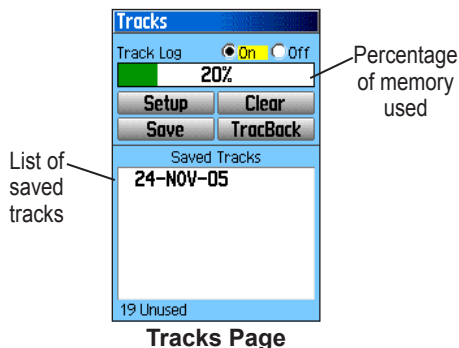 Tracks
Track Log On Off
20%
Percentage
of memory
used
Setup Clear
Save TracBack
List of
saved
tracks
Saved Tracks
24-NOV-05
19 Unused
Tracks Page